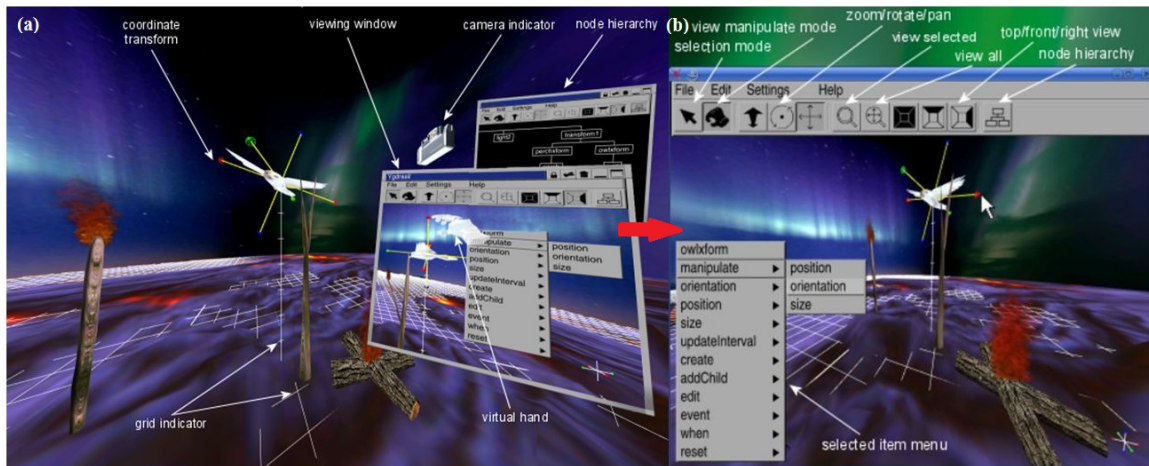 (a)
coordinate
transform
viewing window
camera indicator
node hierarchy
Ygdrasil
File Edit Settings Help
light2
transform1
perchxform
owlxform
File Edit Settings Help
orientation
position
size
updateInterval
create
addChild
edit
event
when
reset
position
orientation
size
grid indicator
virtual hand
(b)
zoom/rotate/pan
view manipulate mode
view selected
top/front/right view
selection mode
view all
node hierarchy
File Edit Settings Help
owlxform
manipulate
orientation
position
size
updateInterval
create
addChild
edit
event
when
reset
position
orientation
size
selected item menu